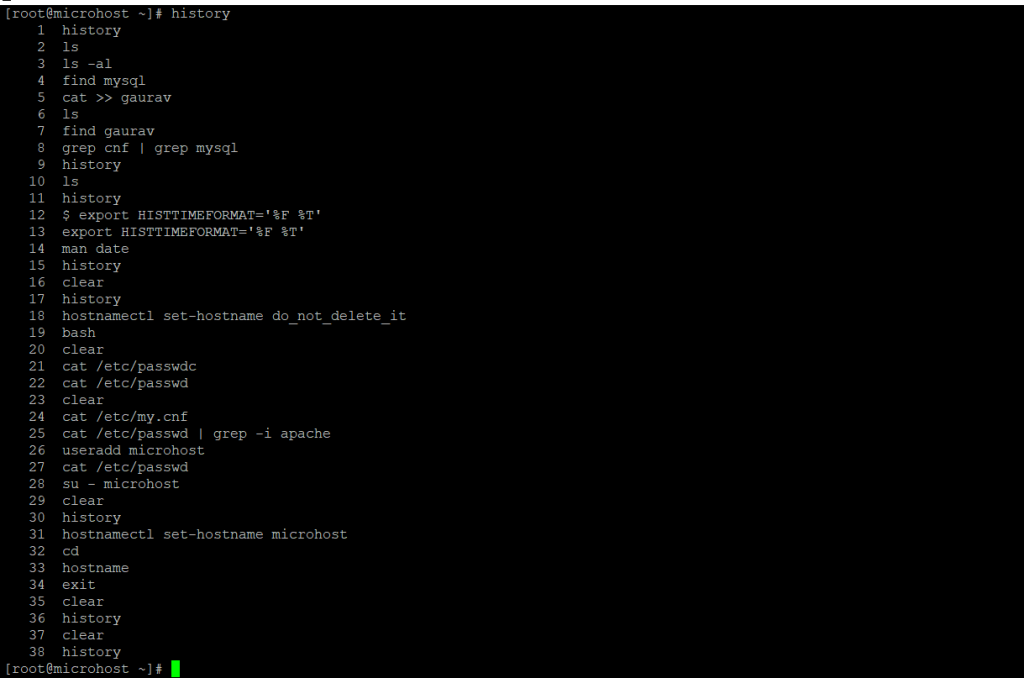 [root@microhost ~]# history
1 history
2 ls
3 ls -al
4 find mysql
5 cat >> gaurav
6 ls
7 find gaurav
8 grep cnf | grep mysql
9 history
10 ls
11 history
12 $ export HISTTIMEFORMAT='%F %T'
13 export HISTTIMEFORMAT='%F %T'
14 man date
15 history
16 clear
17 history
18 hostnamectl set-hostname do_not_delete_it
19 bash
20 clear
21 cat /etc/passwdc
22 cat /etc/passwd
23 clear
24 cat /etc/my.cnf
25 cat /etc/passwd | grep -i apache
26 useradd microhost
27 cat /etc/passwd
28 su - microhost
29 clear
30 history
31 hostnamectl set-hostname microhost
32 cd
33 hostname
34 exit
35 clear
36 history
37 clear
38 history
[root@microhost ~]#